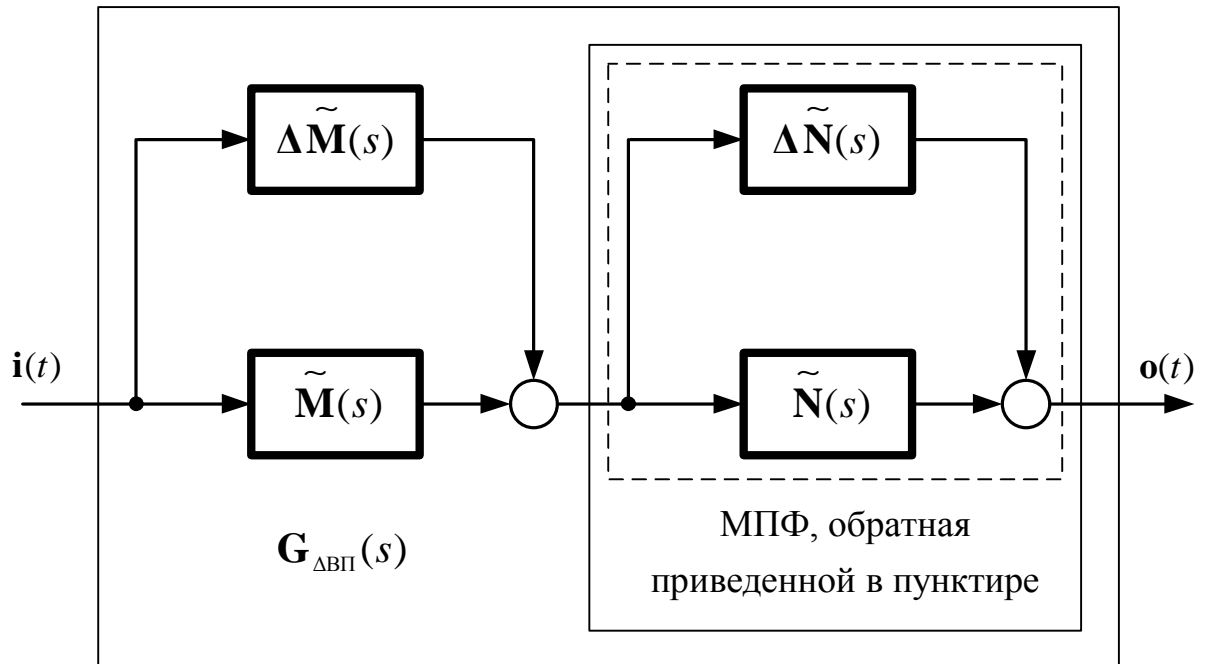 ΔM̃(s)
ΔÑ(s)
i(t)
M̃(s)
Ñ(s)
o(t)
G_ΔВП(s)
МПФ, обратная
приведенной в пунктире